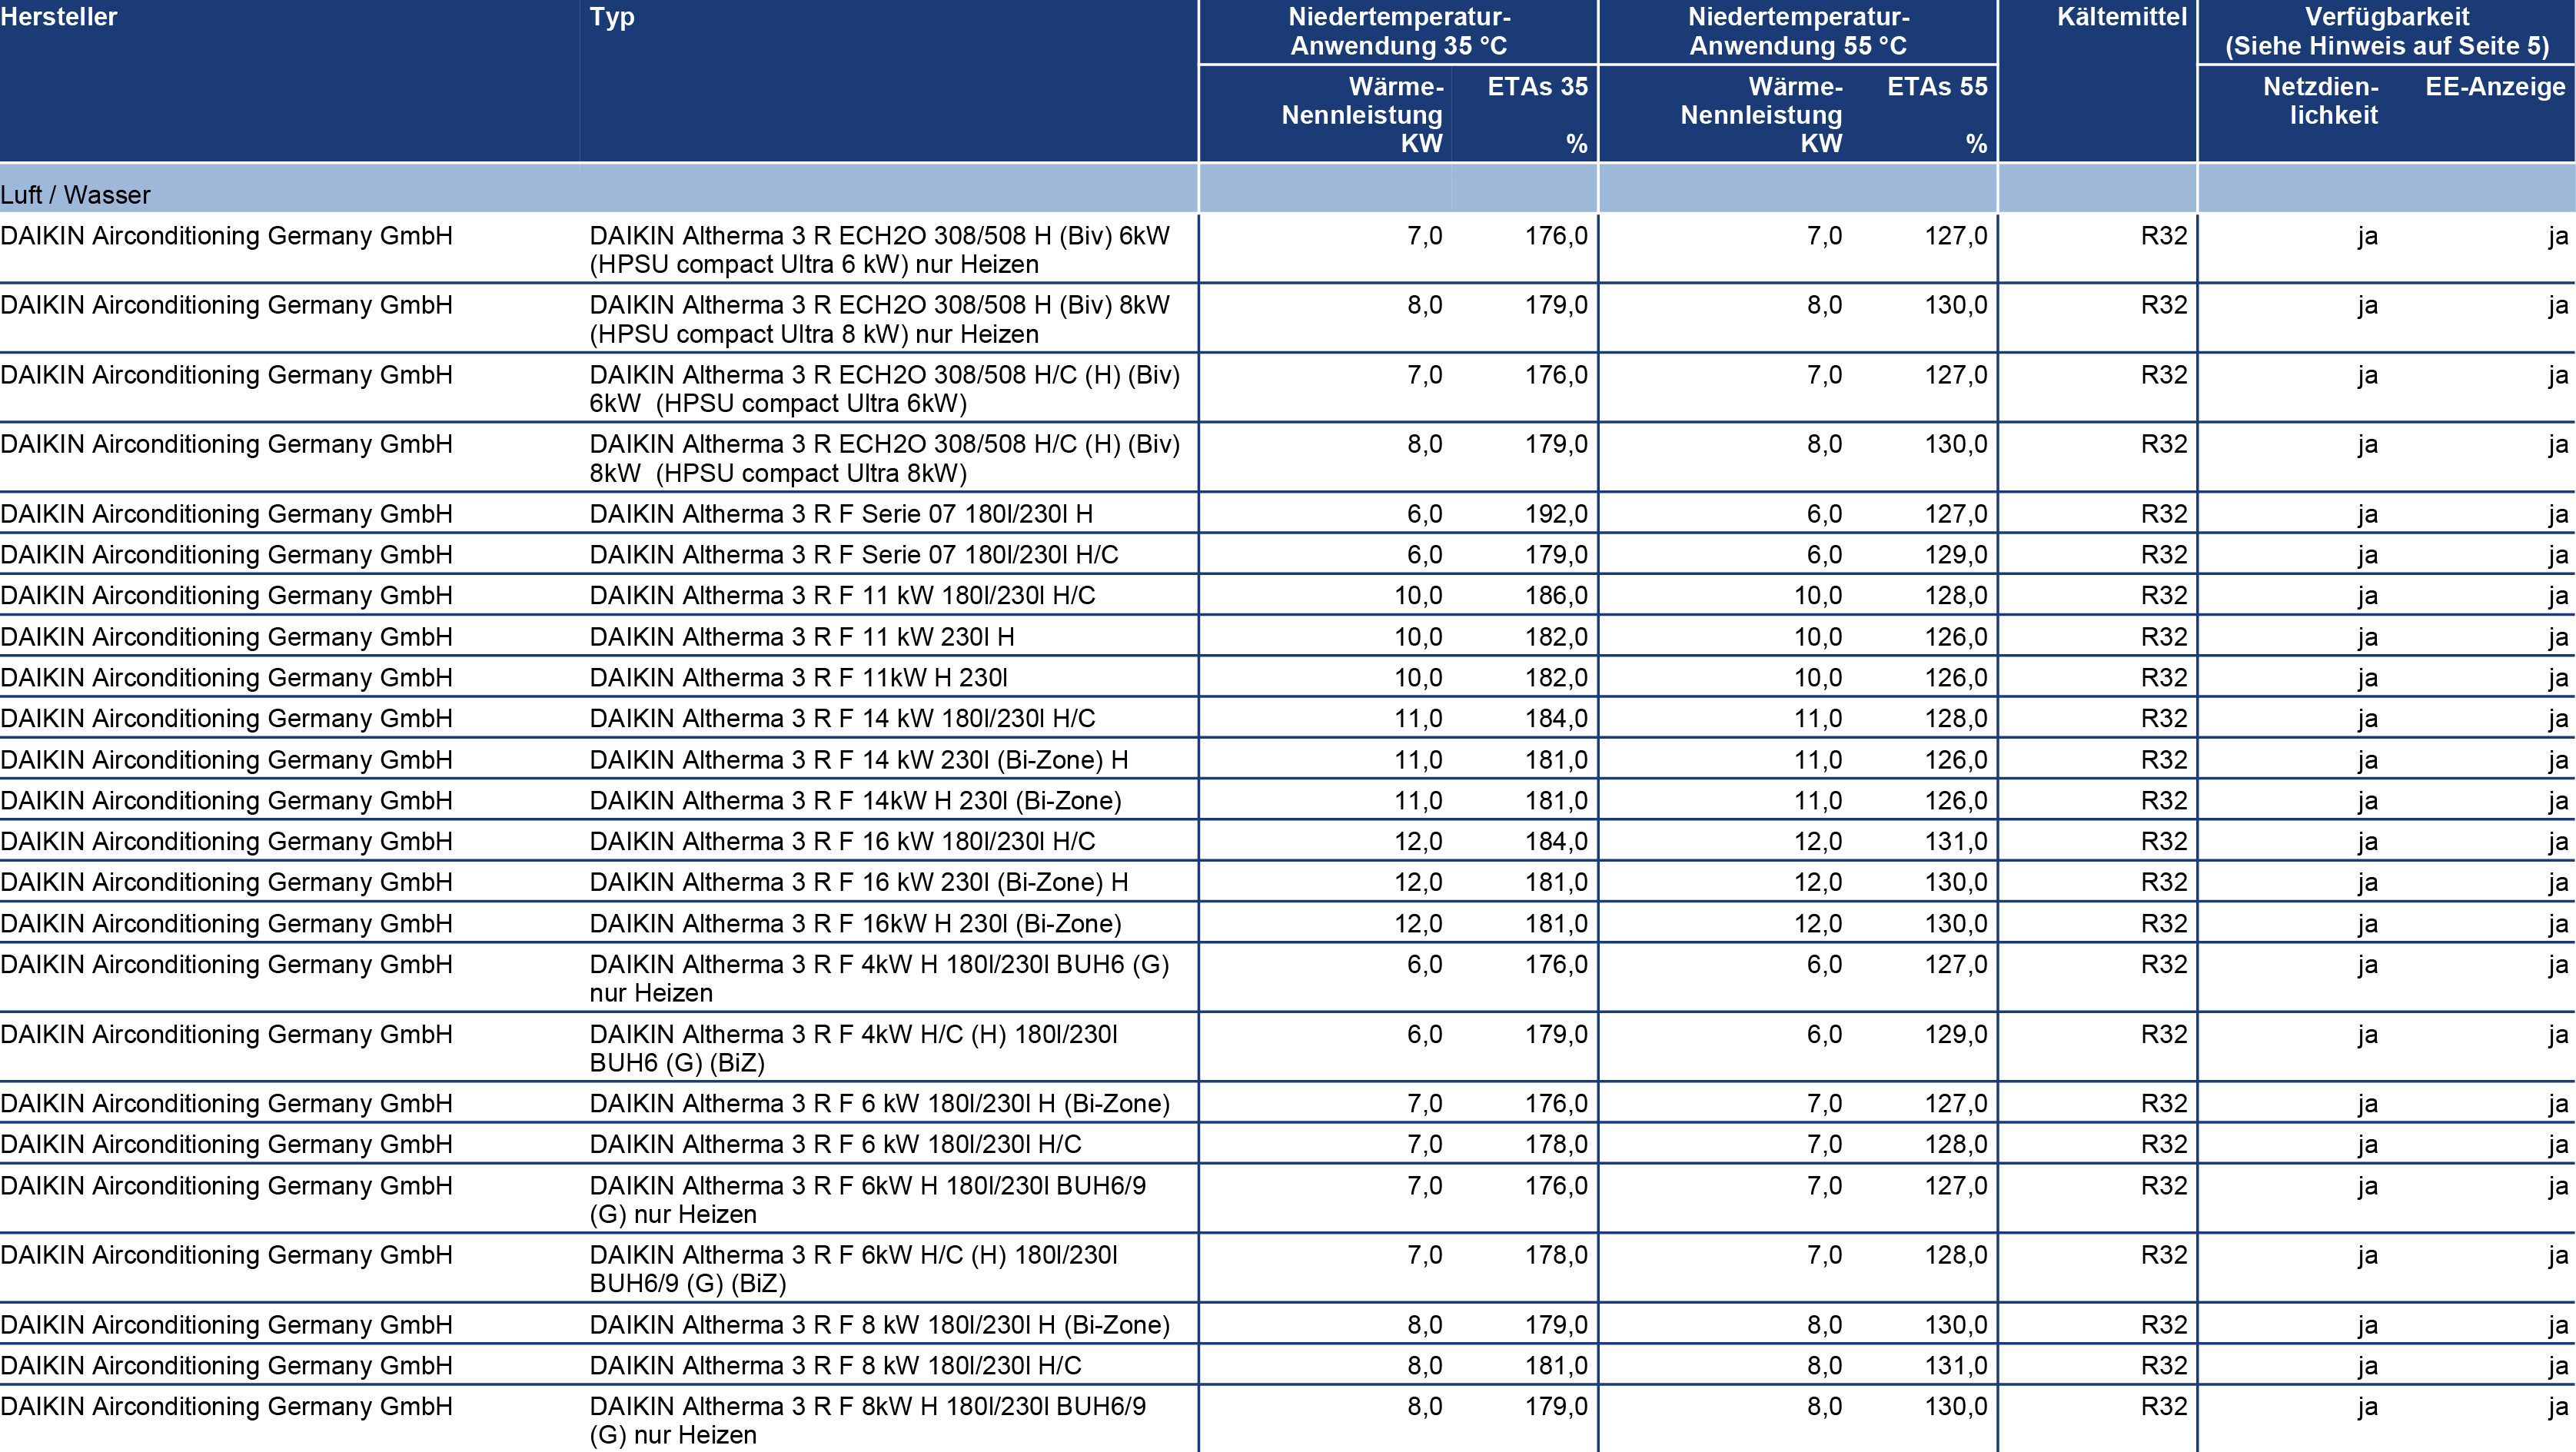 Hersteller Typ Niedertemperatur- Niedertemperatur- Kältemittel Verfügbarkeit
Anwendung 35 °C Anwendung 55 °C (Siehe Hinweis auf Seite 5)
Wärme- ETAs 35 Wärme- ETAs 55 Netzdien- EE-Anzeige
Nennleistung Nennleistung lichkeit
KW % KW %
Luft / Wasser
DAIKIN Airconditioning Germany GmbH DAIKIN Altherma 3 R ECH2O 308/508 H (Biv) 6kW 7,0 176,0 7,0 127,0 R32 ja ja
(HPSU compact Ultra 6 kW) nur Heizen
DAIKIN Airconditioning Germany GmbH DAIKIN Altherma 3 R ECH2O 308/508 H (Biv) 8kW 8,0 179,0 8,0 130,0 R32 ja ja
(HPSU compact Ultra 8 kW) nur Heizen
DAIKIN Airconditioning Germany GmbH DAIKIN Altherma 3 R ECH2O 308/508 H/C (H) (Biv) 7,0 176,0 7,0 127,0 R32 ja ja
6kW  (HPSU compact Ultra 6kW)
DAIKIN Airconditioning Germany GmbH DAIKIN Altherma 3 R ECH2O 308/508 H/C (H) (Biv) 8,0 179,0 8,0 130,0 R32 ja ja
8kW  (HPSU compact Ultra 8kW)
DAIKIN Airconditioning Germany GmbH DAIKIN Altherma 3 R F Serie 07 180l/230l H 6,0 192,0 6,0 127,0 R32 ja ja
DAIKIN Airconditioning Germany GmbH DAIKIN Altherma 3 R F Serie 07 180l/230l H/C 6,0 179,0 6,0 129,0 R32 ja ja
DAIKIN Airconditioning Germany GmbH DAIKIN Altherma 3 R F 11 kW 180l/230l H/C 10,0 186,0 10,0 128,0 R32 ja ja
DAIKIN Airconditioning Germany GmbH DAIKIN Altherma 3 R F 11 kW 230l H 10,0 182,0 10,0 126,0 R32 ja ja
DAIKIN Airconditioning Germany GmbH DAIKIN Altherma 3 R F 11kW H 230l 10,0 182,0 10,0 126,0 R32 ja ja
DAIKIN Airconditioning Germany GmbH DAIKIN Altherma 3 R F 14 kW 180l/230l H/C 11,0 184,0 11,0 128,0 R32 ja ja
DAIKIN Airconditioning Germany GmbH DAIKIN Altherma 3 R F 14 kW 230l (Bi-Zone) H 11,0 181,0 11,0 126,0 R32 ja ja
DAIKIN Airconditioning Germany GmbH DAIKIN Altherma 3 R F 14kW H 230l (Bi-Zone) 11,0 181,0 11,0 126,0 R32 ja ja
DAIKIN Airconditioning Germany GmbH DAIKIN Altherma 3 R F 16 kW 180l/230l H/C 12,0 184,0 12,0 131,0 R32 ja ja
DAIKIN Airconditioning Germany GmbH DAIKIN Altherma 3 R F 16 kW 230l (Bi-Zone) H 12,0 181,0 12,0 130,0 R32 ja ja
DAIKIN Airconditioning Germany GmbH DAIKIN Altherma 3 R F 16kW H 230l (Bi-Zone) 12,0 181,0 12,0 130,0 R32 ja ja
DAIKIN Airconditioning Germany GmbH DAIKIN Altherma 3 R F 4kW H 180l/230l BUH6 (G) 6,0 176,0 6,0 127,0 R32 ja ja
nur Heizen
DAIKIN Airconditioning Germany GmbH DAIKIN Altherma 3 R F 4kW H/C (H) 180l/230l 6,0 179,0 6,0 129,0 R32 ja ja
BUH6 (G) (BiZ)
DAIKIN Airconditioning Germany GmbH DAIKIN Altherma 3 R F 6 kW 180l/230l H (Bi-Zone) 7,0 176,0 7,0 127,0 R32 ja ja
DAIKIN Airconditioning Germany GmbH DAIKIN Altherma 3 R F 6 kW 180l/230l H/C 7,0 178,0 7,0 128,0 R32 ja ja
DAIKIN Airconditioning Germany GmbH DAIKIN Altherma 3 R F 6kW H 180l/230l BUH6/9 7,0 176,0 7,0 127,0 R32 ja ja
(G) nur Heizen
DAIKIN Airconditioning Germany GmbH DAIKIN Altherma 3 R F 6kW H/C (H) 180l/230l 7,0 178,0 7,0 128,0 R32 ja ja
BUH6/9 (G) (BiZ)
DAIKIN Airconditioning Germany GmbH DAIKIN Altherma 3 R F 8 kW 180l/230l H (Bi-Zone) 8,0 179,0 8,0 130,0 R32 ja ja
DAIKIN Airconditioning Germany GmbH DAIKIN Altherma 3 R F 8 kW 180l/230l H/C 8,0 181,0 8,0 131,0 R32 ja ja
DAIKIN Airconditioning Germany GmbH DAIKIN Altherma 3 R F 8kW H 180l/230l BUH6/9 8,0 179,0 8,0 130,0 R32 ja ja
(G) nur Heizen